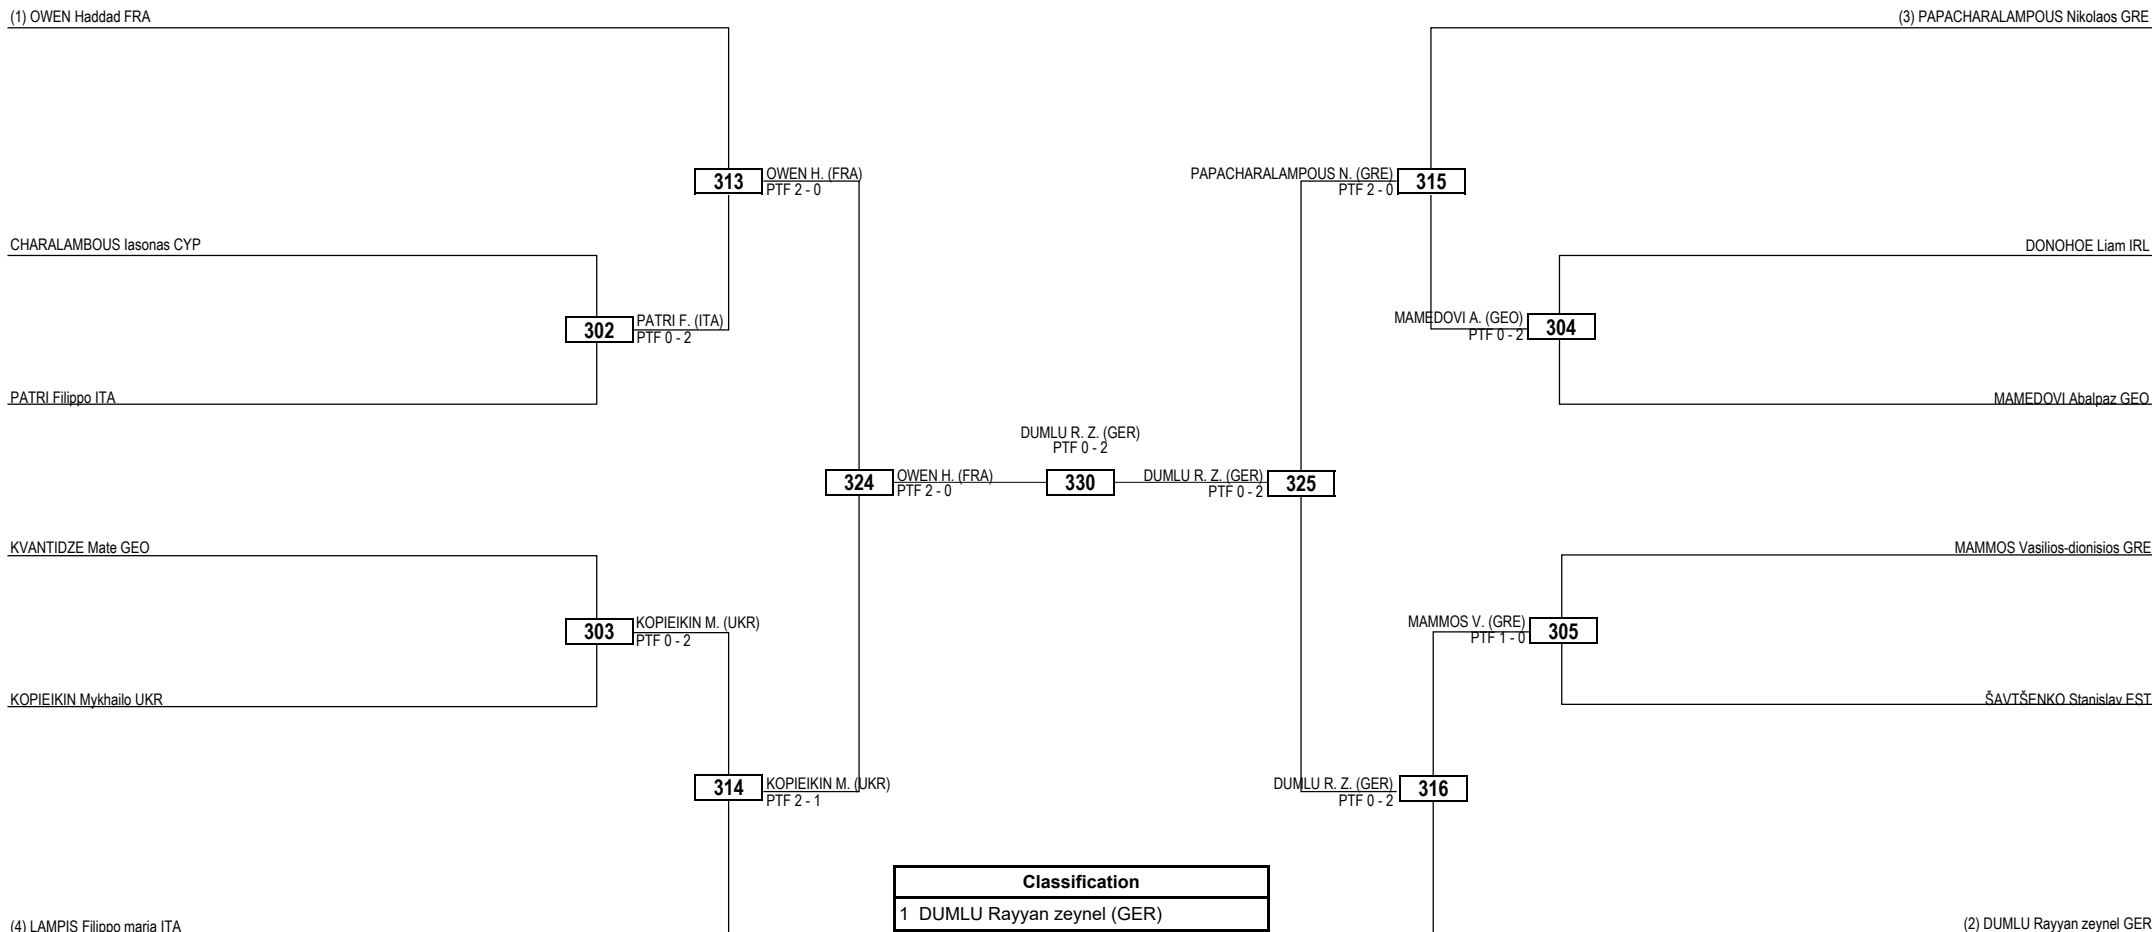 (1) OWEN Haddad FRA
(3) PAPACHARALAMPOUS Nikolaos GRE
313
OWEN H. (FRA)
PTF 2 - 0
PAPACHARALAMPOUS N. (GRE)
PTF 2 - 0
315
CHARALAMBOUS Iasonas CYP
DONOHOE Liam IRL
302
PATRI F. (ITA)
PTF 0 - 2
MAMEDOVI A. (GEO)
PTF 0 - 2
304
PATRI Filippo ITA
MAMEDOVI Abalpaz GEO
DUMLU R. Z. (GER)
PTF 0 - 2
324
OWEN H. (FRA)
PTF 2 - 0
330
DUMLU R. Z. (GER)
PTF 0 - 2
325
KVANTIDZE Mate GEO
MAMMOS Vasilios-dionisios GRE
303
KOPIEIKIN M. (UKR)
PTF 0 - 2
MAMMOS V. (GRE)
PTF 1 - 0
305
KOPIEIKIN Mykhailo UKR
ŠAVTŠENKO Stanislav EST
314
KOPIEIKIN M. (UKR)
PTF 2 - 1
DUMLU R. Z. (GER)
PTF 0 - 2
316
Classification
1 DUMLU Rayyan zeynel (GER)
(4) LAMPIS Filippo maria ITA
(2) DUMLU Rayyan zeynel GER